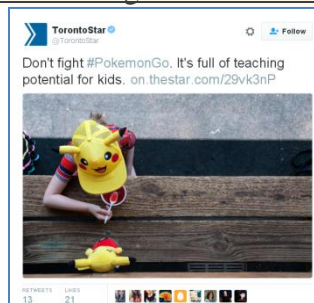 TorontoStar
@TorontoStar
Follow
Don't fight #PokemonGo. It's full of teaching
potential for kids. on.thestar.com/29vk3nP
RETWEETS LIKES
13 21